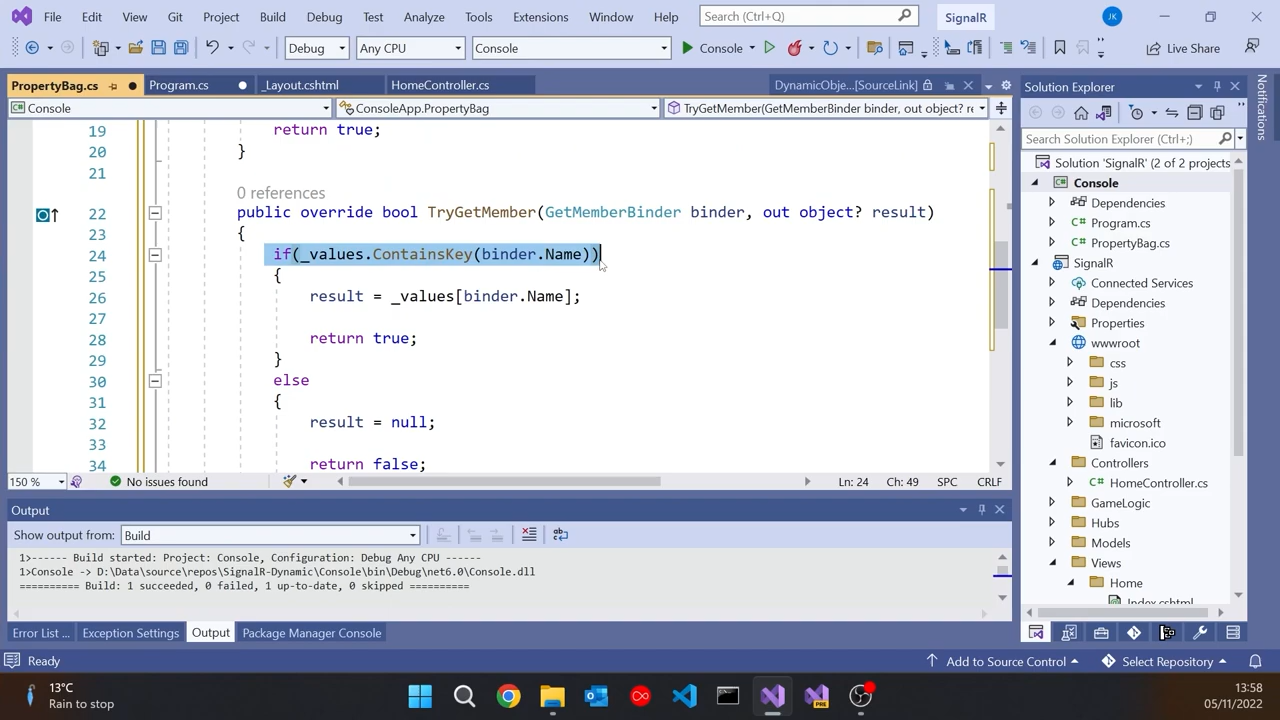 File Edit View Git Project Build Debug Test Analyze Tools Extensions Window Help Search (Ctrl+Q) SignalR JK
Debug Any CPU Console Console Live Share
PropertyBag.cs Program.cs _Layout.cshtml HomeController.cs DynamicObje...[SourceLink]
Console ConsoleApp.PropertyBag TryGetMember(GetMemberBinder binder, out object? re
19 return true;
20 }
21
0 references
22 public override bool TryGetMember(GetMemberBinder binder, out object? result)
23 {
24 if(_values.ContainsKey(binder.Name))
25 {
26 result = _values[binder.Name];
27
28 return true;
29 }
30 else
31 {
32 result = null;
33
34 return false;
150 % No issues found Ln: 24 Ch: 49 SPC CRLF
Output
Show output from: Build
1>------ Build started: Project: Console, Configuration: Debug Any CPU ------
1>Console -> D:\Data\source\repos\SignalR-Dynamic\Console\bin\Debug\net6.0\Console.dll
========== Build: 1 succeeded, 0 failed, 1 up-to-date, 0 skipped ==========
Error List ... Exception Settings Output Package Manager Console
Solution Explorer
Search Solution Explorer (Ctrl+;)
Solution 'SignalR' (2 of 2 projects
Console
Dependencies
C# Program.cs
C# PropertyBag.cs
SignalR
Connected Services
Dependencies
Properties
wwwroot
css
js
lib
microsoft
favicon.ico
Controllers
C# HomeController.cs
GameLogic
Hubs
Models
Views
Home
Index.cshtml
Notifications
Ready Add to Source Control Select Repository
13°C
Rain to stop
PRE
13:58
05/11/2022